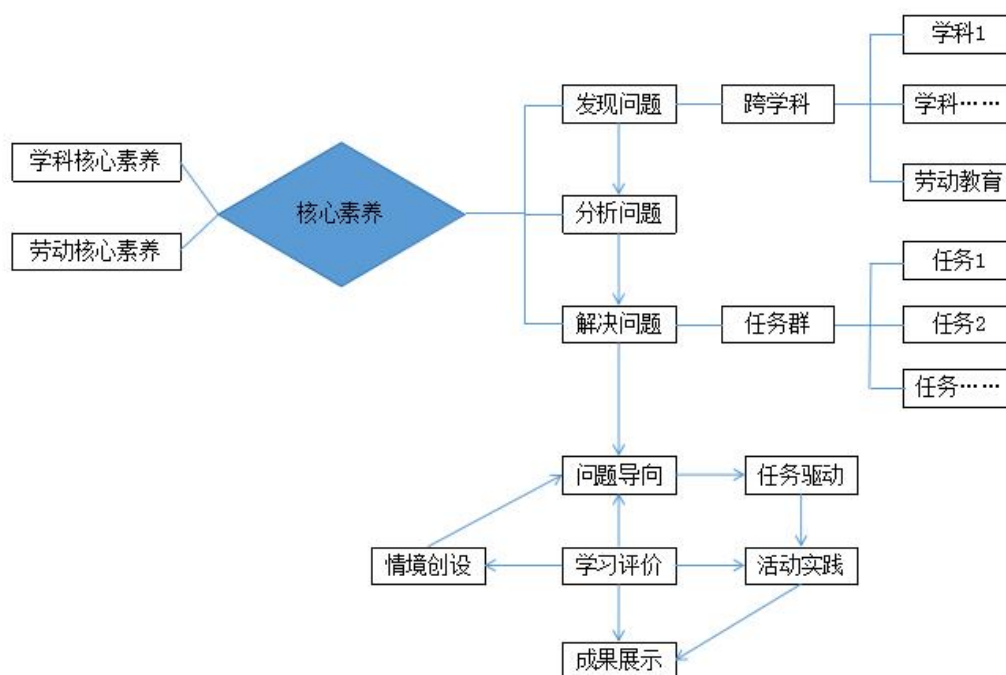 学科1
发现问题
跨学科
学科……
学科核心素养
劳动教育
核心素养
分析问题
劳动核心素养
任务1
解决问题
任务群
任务2
任务……
问题导向
任务驱动
情境创设
学习评价
活动实践
成果展示